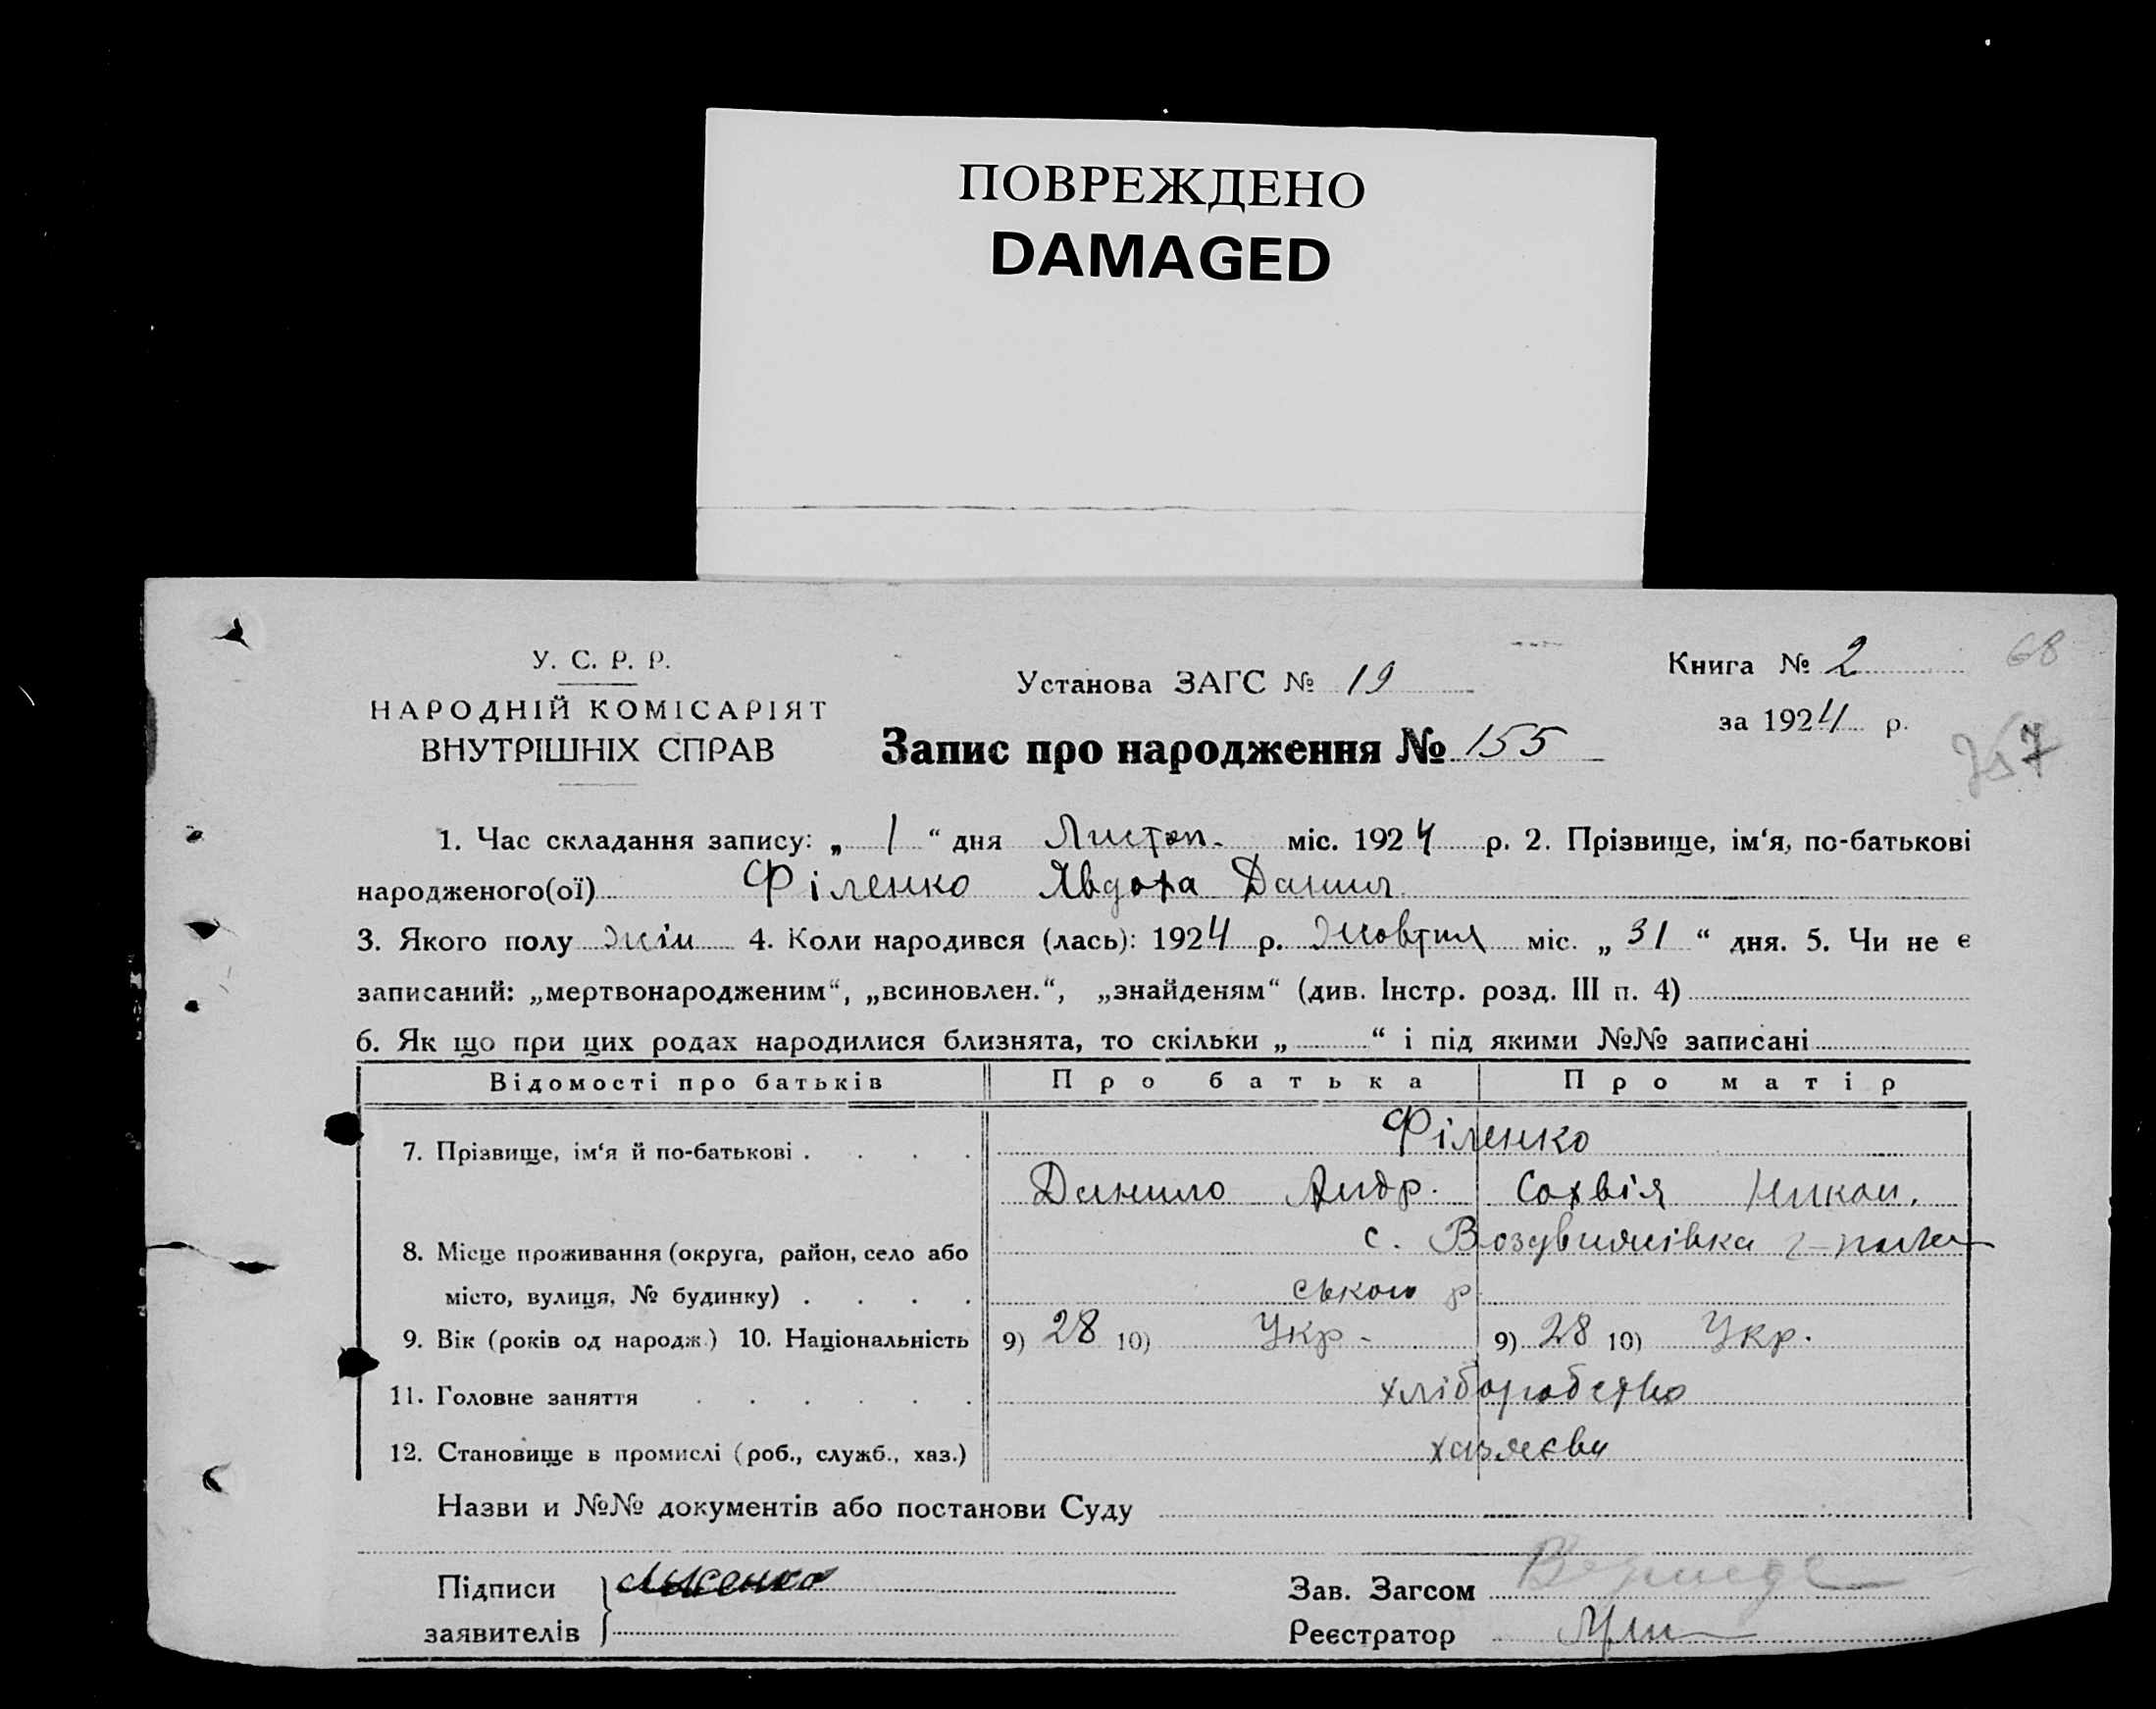 ПОВРЕЖДЕНО
DAMAGED
У. С. Р. Р.
НАРОДНІЙ КОМІСАРІЯТ
ВНУТРІШНІХ СПРАВ
Установа ЗАГС № 19
Запис про народження № 155
Книга № 2
68
за 1924 р.
1. Час складання запису: „ 1 “ дня Листоп. міс. 1924 р. 2. Прізвище, ім‘я, по-батькові
народженого(ої) Філенко Явдоха Данил
3. Якого полу жін 4. Коли народився (лась): 1924 р. Жовтня міс. „ 31 “ дня. 5. Чи не є
записаний: „мертвонародженим“, „всиновлен.“, „знайденям“ (див. Інстр. розд. III п. 4)
6. Як що при цих родах народилися близнята, то скільки „ “ і під якими №№ записані
Відомості про батьків Про батька Про матір
7. Прізвище, ім‘я й по-батькові . . . . Філенко
Данило Андр. Сохвія Никон.
8. Місце проживання (округа, район, село або с. Воздвижівка г-поле-
місто, вулиця, № будинку) . . . . ського р
9. Вік (років од народж.) 10. Національність 9) 28 10) Укр- 9) 28 10) Укр.
11. Головне заняття . . . . . . хліборобство
12. Становище в промислі (роб., служб., хаз.) хазяєви
Назви и №№ документів або постанови Суду
Підписи
заявителів
Зав. Загсом
Реєстратор